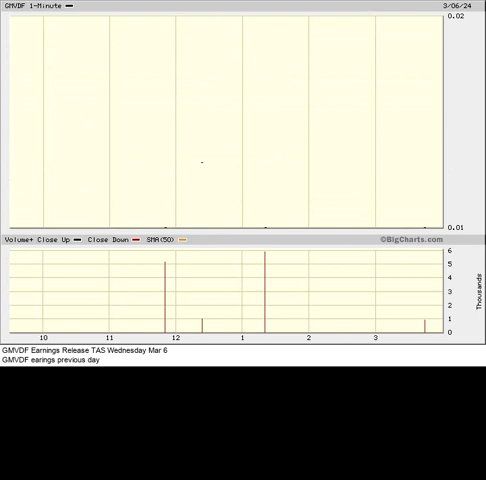 GMVDF 1-Minute 3/06/24
0.02
0.01
Volume+ Close Up Close Down SMA(50) ©BigCharts.com
6
5
4
3
2
1
0
Thousands
10 11 12 1 2 3
GMVDF Earnings Release TAS Wednesday Mar 6
GMVDF earings previous day